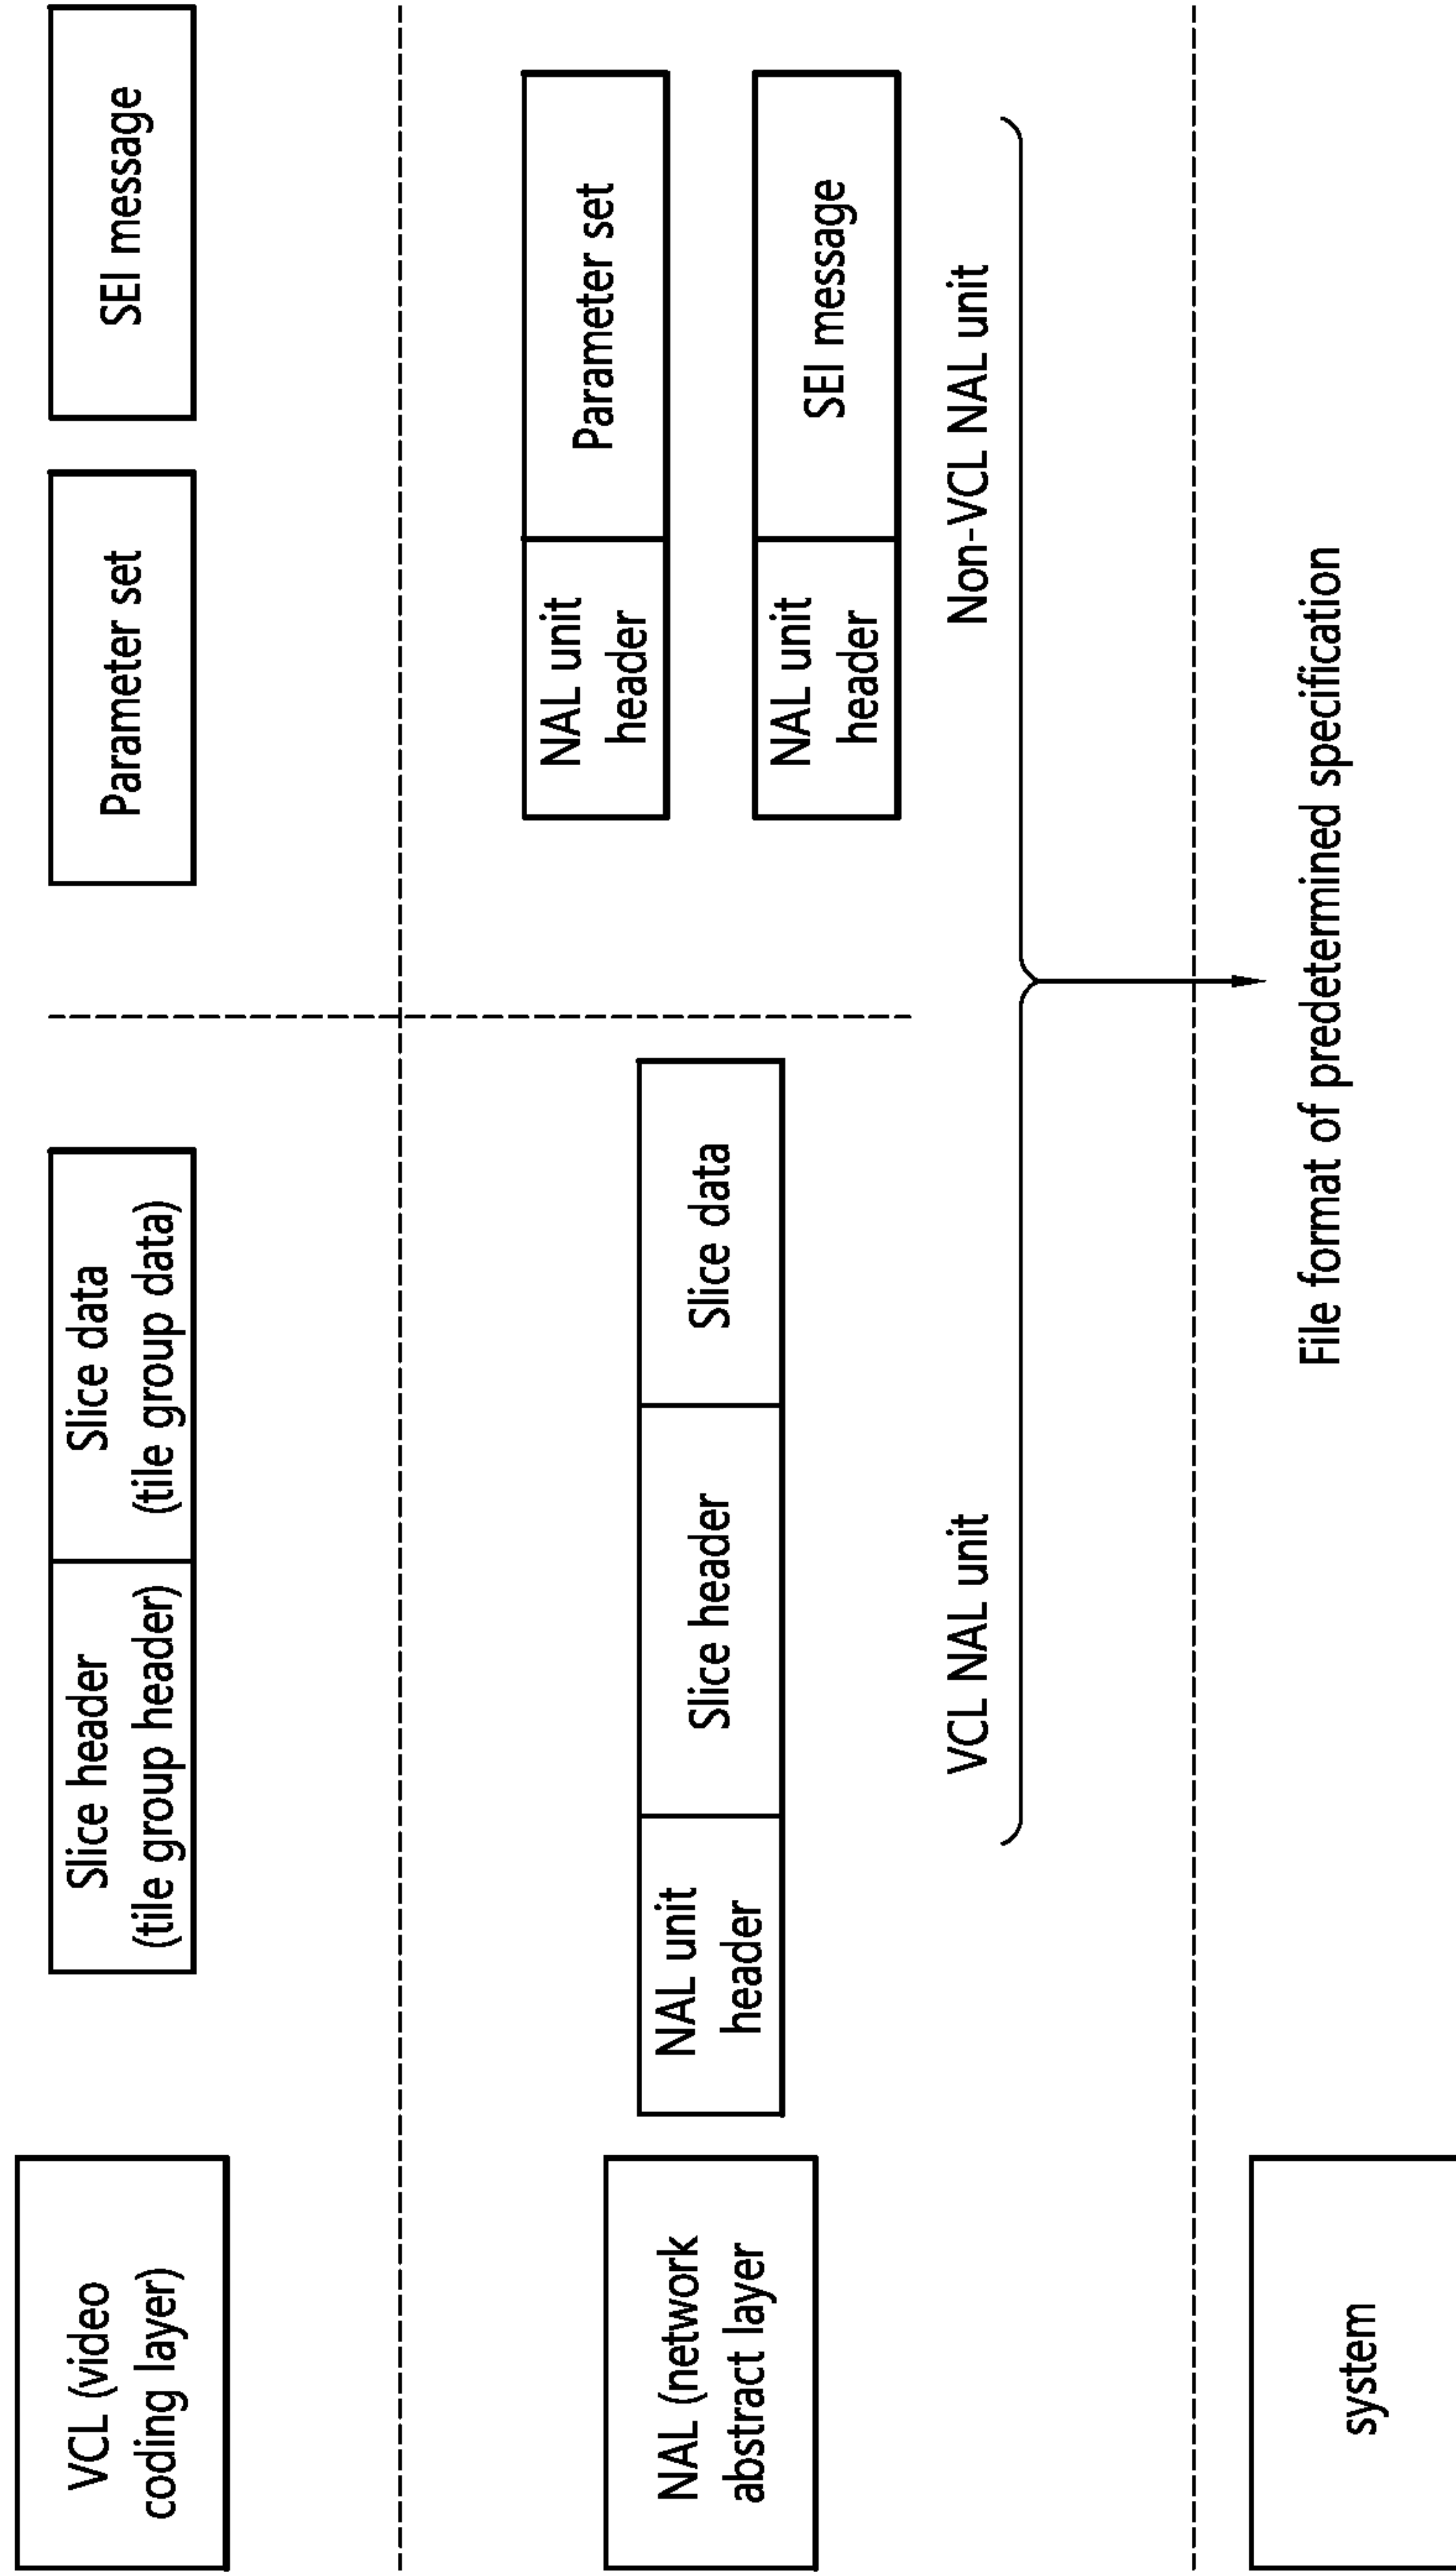 VCL (video
coding layer)
Slice header
(tile group header)
Slice data
(tile group data)
Parameter set
SEI message
NAL (network
abstract layer
NAL unit
header
Slice header
Slice data
NAL unit
header
Parameter set
NAL unit
header
SEI message
VCL NAL unit
Non-VCL NAL unit
system
File format of predetermined specification